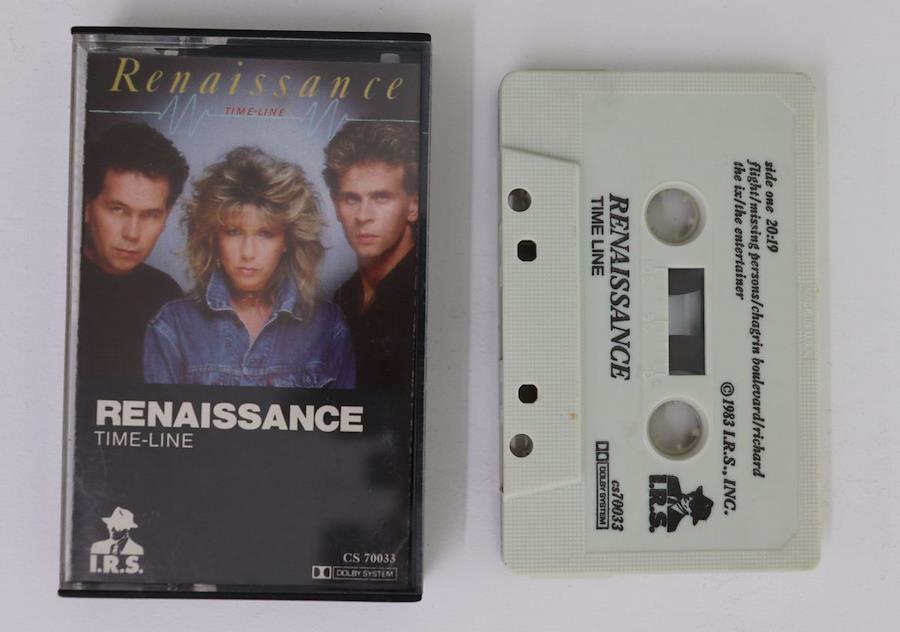 Renaissance
TIME-LINE
RENAISSANCE
TIME-LINE
I.R.S.
CS 70033
DOLBY SYSTEM
side one 20:19
flight/missing persons/chagrin boulevard/richard
the ix/the entertainer
©1983 I.R.S., INC.
RENAISSANCE
TIME LINE
I.R.S.
cs70033
DOLBY SYSTEM